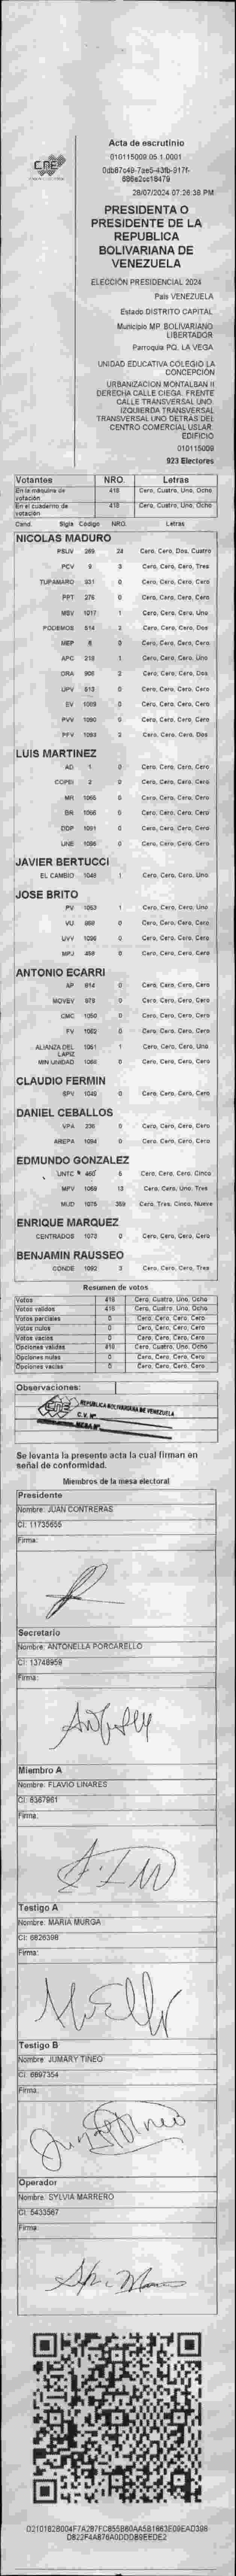 Acta de escrutinio
010115009.05.1.0001
28/07/2024 07:26:38 PM
PRESIDENTA O
PRESIDENTE DE LA
REPUBLICA
BOLIVARIANA DE
VENEZUELA
ELECCIÓN PRESIDENCIAL 2024
País VENEZUELA
Estado DISTRITO CAPITAL
Municipio MP. BOLIVARIANO
LIBERTADOR
Parroquia PQ. LA VEGA
UNIDAD EDUCATIVA COLEGIO LA
CONCEPCIÓN
URBANIZACION MONTALBAN II
DERECHA CALLE CIEGA. FRENTE
CALLE TRANSVERSAL UNO.
IZQUIERDA TRANSVERSAL
TRANSVERSAL UNO DETRÁS DEL
CENTRO COMERCIAL USLAR.
EDIFICIO
010115009
923 Electores
Votantes NRO. Letras
En la máquina de votación 418 Cero, Cuatro, Uno, Ocho
En el cuaderno de votación 418 Cero, Cuatro, Uno, Ocho
Cand. Sigla Código NRO. Letras
NICOLAS MADURO
PSUV 269 24 Cero, Cero, Dos, Cuatro
PCV 9 3 Cero, Cero, Cero, Tres
TUPAMARO 931 0 Cero, Cero, Cero, Cero
PPT 276 0 Cero, Cero, Cero, Cero
MSV 1017 1 Cero, Cero, Cero, Uno
PODEMOS 514 2 Cero, Cero, Cero, Dos
MEP 8 0 Cero, Cero, Cero, Cero
APC 218 1 Cero, Cero, Cero, Uno
ORA 906 2 Cero, Cero, Cero, Dos
UPV 613 0 Cero, Cero, Cero, Cero
EV 1009 0 Cero, Cero, Cero, Cero
PVV 1090 0 Cero, Cero, Cero, Cero
PFV 1093 2 Cero, Cero, Cero, Dos
LUIS MARTINEZ
AD 1 0 Cero, Cero, Cero, Cero
COPEI 2 0 Cero, Cero, Cero, Cero
MR 1065 0 Cero, Cero, Cero, Cero
BR 1066 0 Cero, Cero, Cero, Cero
DDP 1091 0 Cero, Cero, Cero, Cero
UNE 0 Cero, Cero, Cero, Cero
JAVIER BERTUCCI
EL CAMBIO 1048 1 Cero, Cero, Cero, Uno
JOSE BRITO
PV 1053 1 Cero, Cero, Cero, Uno
VU 0 Cero, Cero, Cero, Cero
UVV 1096 0 Cero, Cero, Cero, Cero
MPJ 458 0 Cero, Cero, Cero, Cero
ANTONIO ECARRI
AP 814 0 Cero, Cero, Cero, Cero
MOVEV 978 0 Cero, Cero, Cero, Cero
CMC 1050 0 Cero, Cero, Cero, Cero
FV 1052 0 Cero, Cero, Cero, Cero
ALIANZA DEL LAPIZ 1061 1 Cero, Cero, Cero, Uno
MIN UNIDAD 1068 0 Cero, Cero, Cero, Cero
CLAUDIO FERMIN
SPV 1049 0 Cero, Cero, Cero, Cero
DANIEL CEBALLOS
VPA 236 0 Cero, Cero, Cero, Cero
AREPA 1094 0 Cero, Cero, Cero, Cero
EDMUNDO GONZALEZ
UNTC 5 Cero, Cero, Cero, Cinco
MPV 1069 13 Cero, Cero, Uno, Tres
MUD 1075 359 Cero, Tres, Cinco, Nueve
ENRIQUE MARQUEZ
CENTRADOS 1073 0 Cero, Cero, Cero, Cero
BENJAMIN RAUSSEO
CONDE 1092 3 Cero, Cero, Cero, Tres
Resumen de votos
Votos 418 Cero, Cuatro, Uno, Ocho
Votos válidos 418 Cero, Cuatro, Uno, Ocho
Votos parciales 0 Cero, Cero, Cero, Cero
Votos nulos 0 Cero, Cero, Cero, Cero
Votos vacíos 0 Cero, Cero, Cero, Cero
Opciones válidas 418 Cero, Cuatro, Uno, Ocho
Opciones nulas 0 Cero, Cero, Cero, Cero
Opciones vacías 0 Cero, Cero, Cero, Cero
Observaciones:
CNE REPUBLICA BOLIVARIANA DE VENEZUELA
C.V. Nº
MESA Nº
Se levanta la presente acta la cual firman en
señal de conformidad.
Miembros de la mesa electoral
Presidente
Nombre: JUAN CONTRERAS
CI: 11735655
Firma:
Secretario
Nombre: ANTONELLA PORCARELLO
CI: 13748959
Firma:
Miembro A
Nombre: FLAVIO LINARES
CI: 6367961
Firma:
Testigo A
Nombre: MARIA MURGA
CI: 6826398
Firma:
Testigo B
Nombre: JUMARY TINEO
CI: 6897354
Firma:
Operador
Nombre: SYLVIA MARRERO
CI: 5433567
Firma: